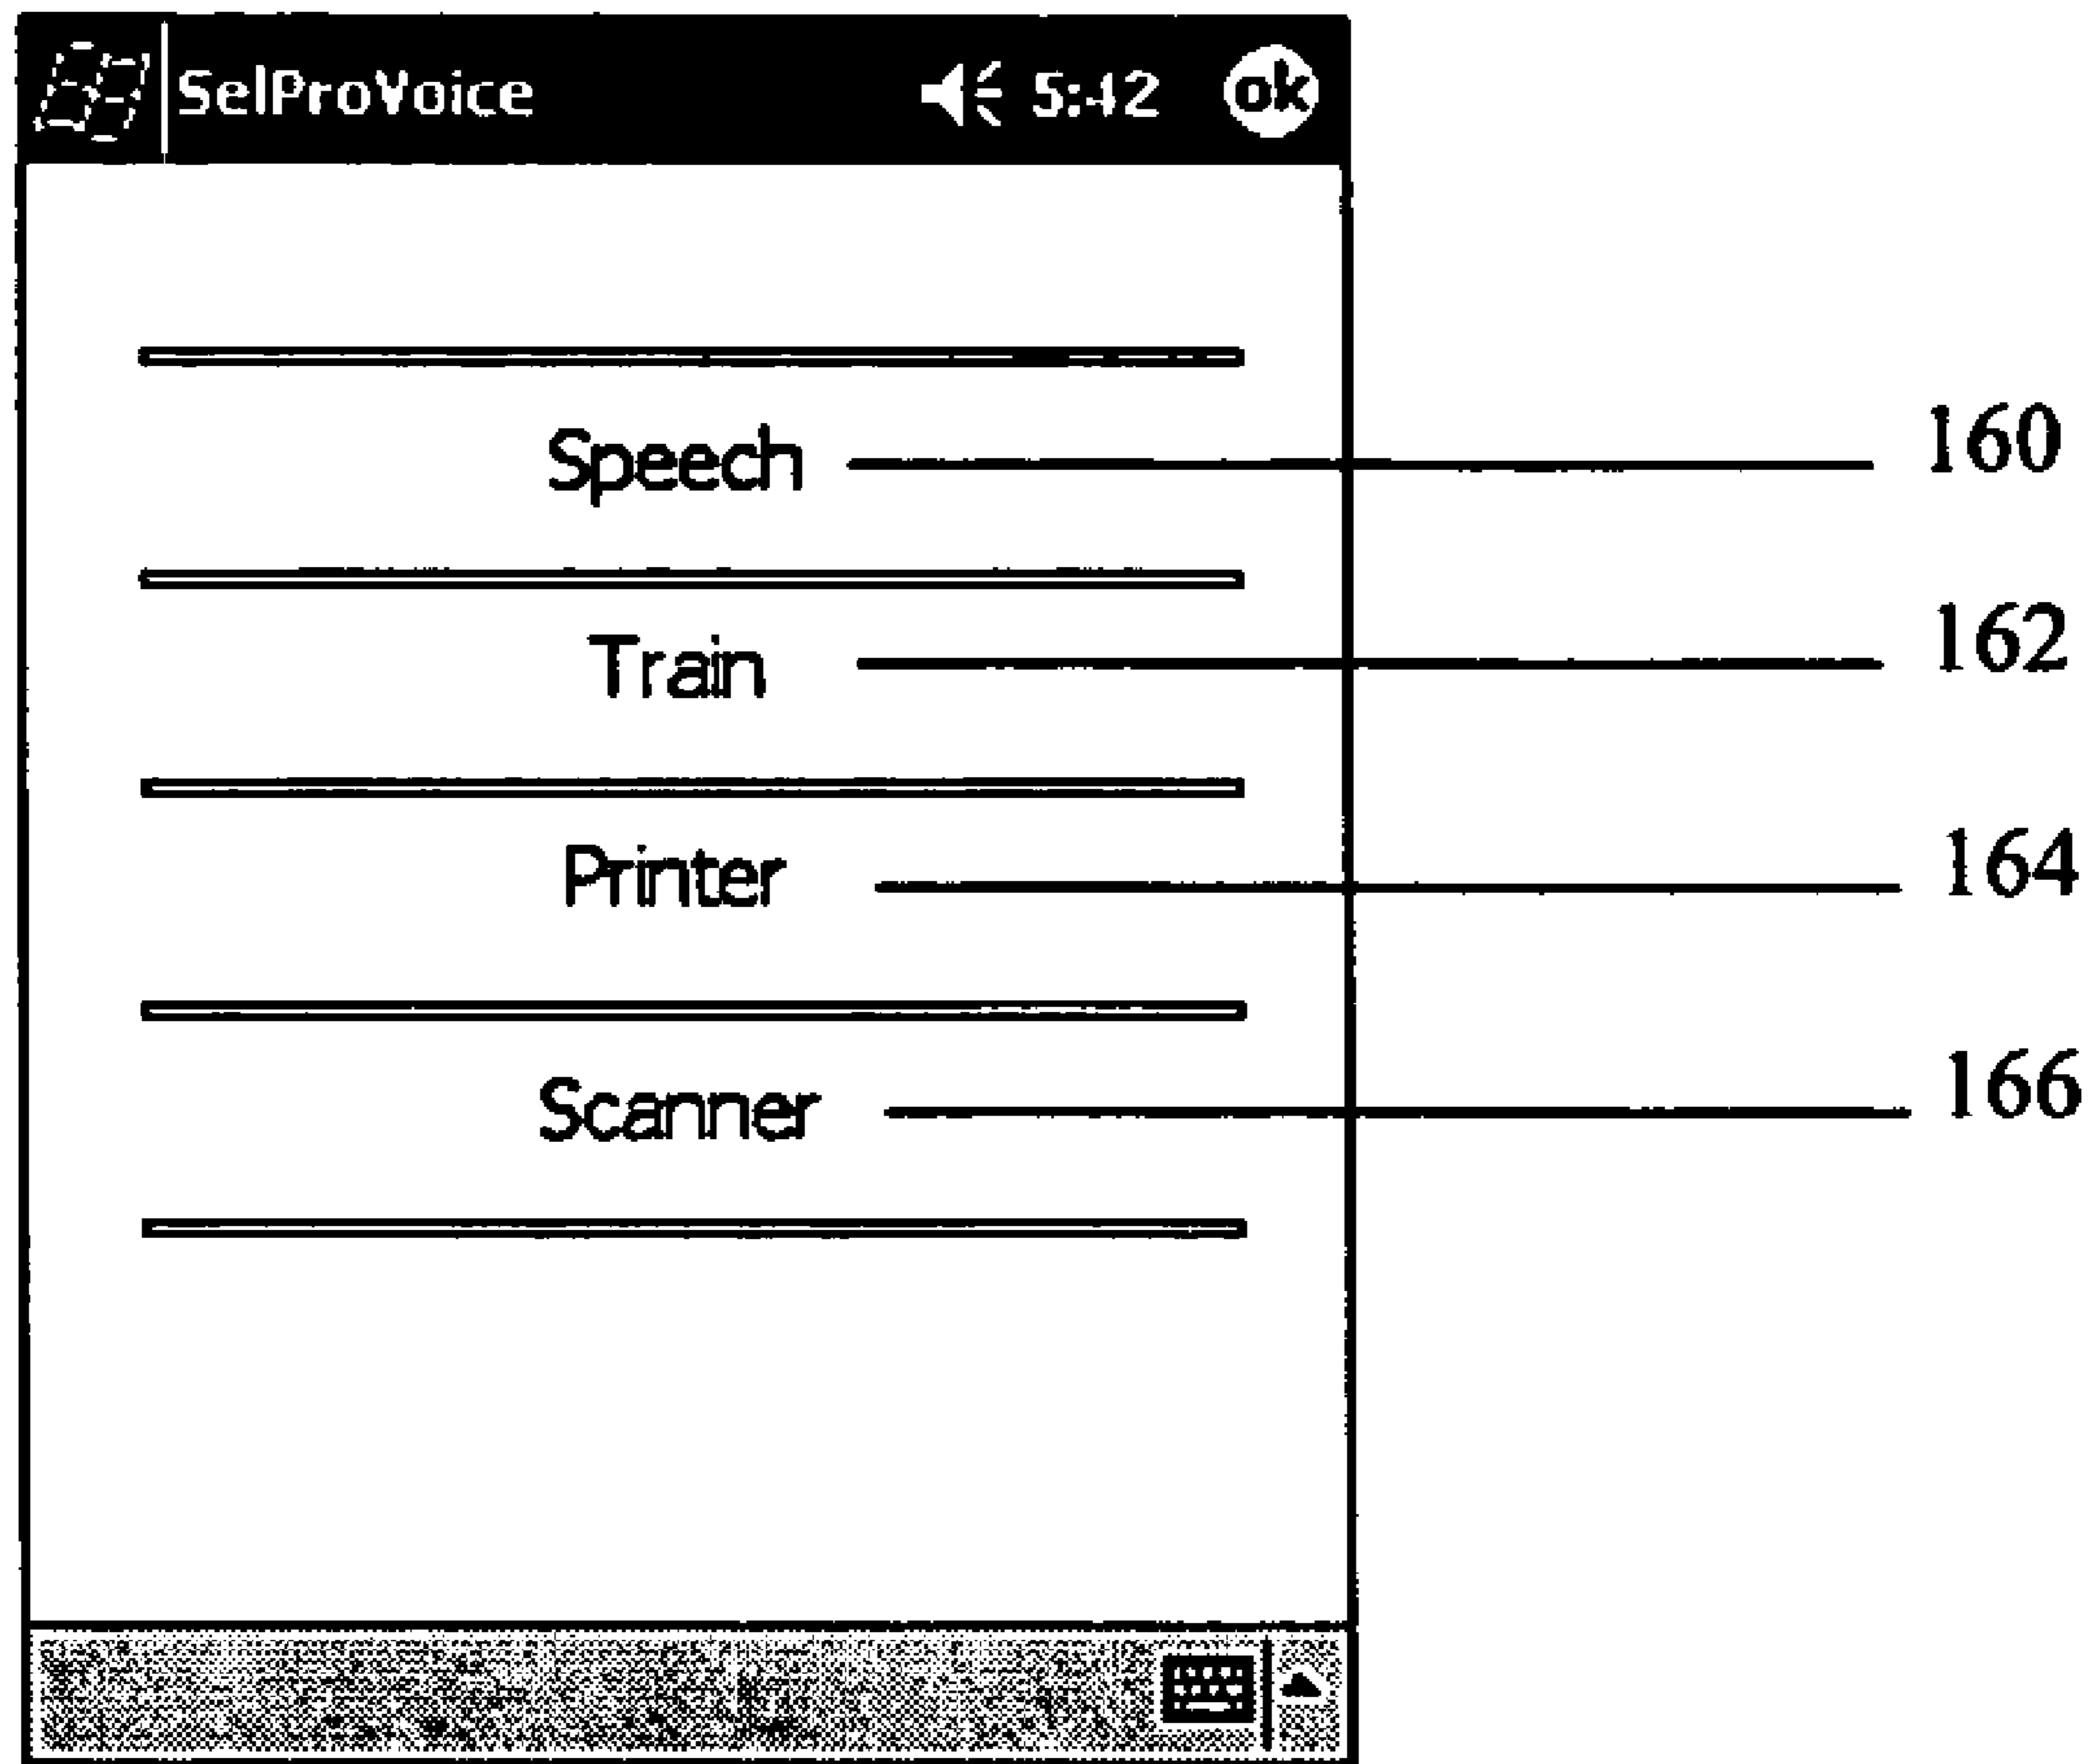 SelProVoice 5:42 ok
Speech 160
Train 162
Printer 164
Scanner 166